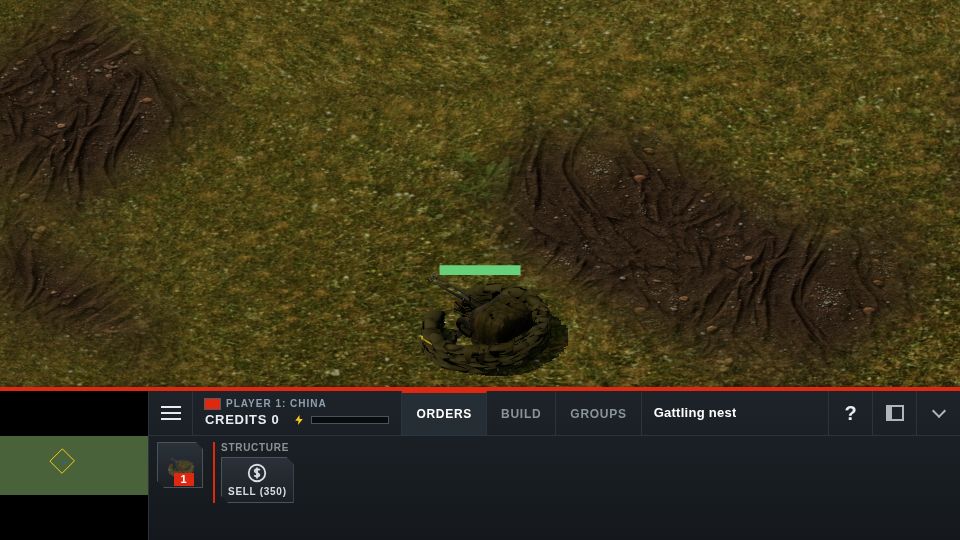 PLAYER 1: CHINA
CREDITS 0
ORDERS
BUILD
GROUPS
Gattling nest
?
1
STRUCTURE
$
SELL (350)